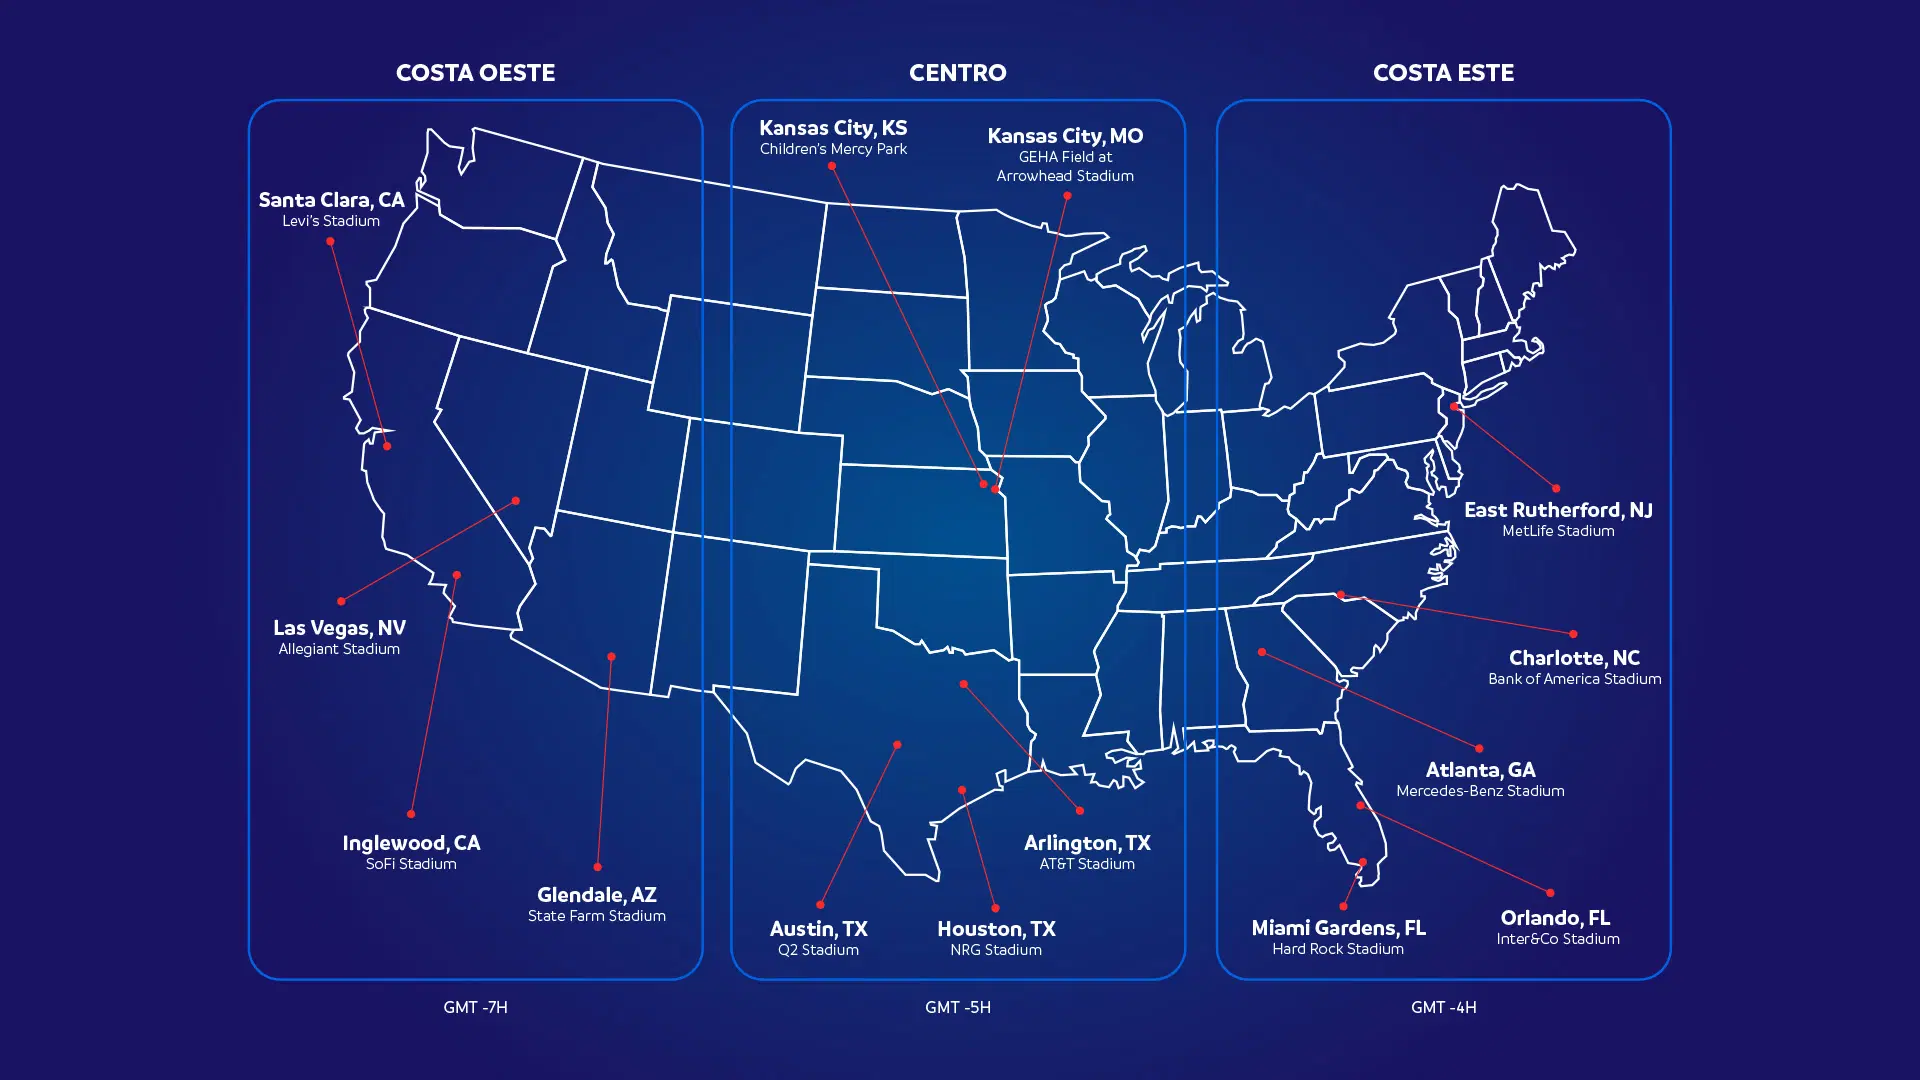 COSTA OESTE
CENTRO
COSTA ESTE
Santa Clara, CA
Levi's Stadium
Las Vegas, NV
Allegiant Stadium
Inglewood, CA
SoFi Stadium
Glendale, AZ
State Farm Stadium
Kansas City, KS
Children's Mercy Park
Kansas City, MO
GEHA Field at
Arrowhead Stadium
Arlington, TX
AT&T Stadium
Austin, TX
Q2 Stadium
Houston, TX
NRG Stadium
East Rutherford, NJ
MetLife Stadium
Charlotte, NC
Bank of America Stadium
Atlanta, GA
Mercedes-Benz Stadium
Orlando, FL
Inter&Co Stadium
Miami Gardens, FL
Hard Rock Stadium
GMT -7H
GMT -5H
GMT -4H